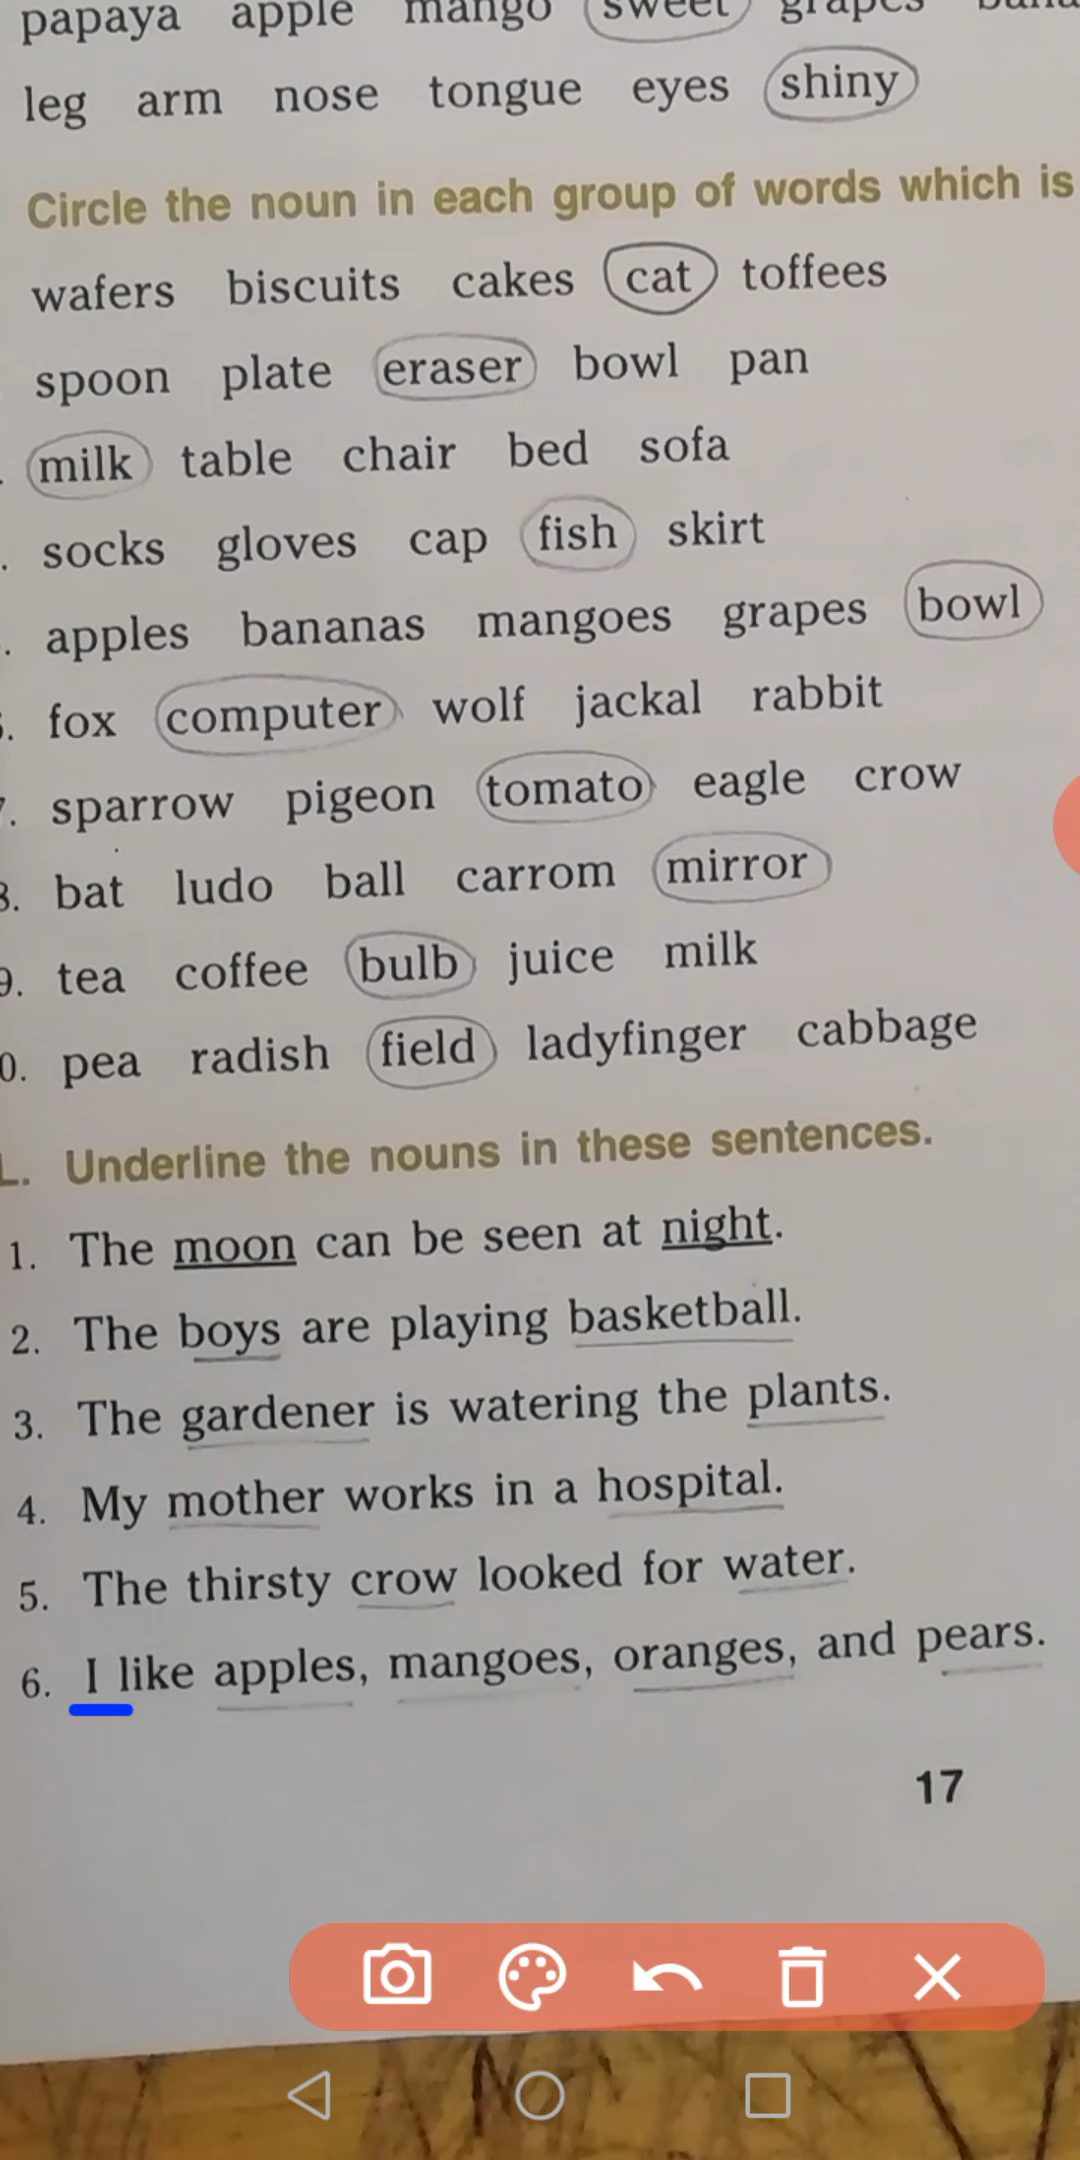 papaya apple mango sweet grapes
leg arm nose tongue eyes shiny
Circle the noun in each group of words which is
wafers biscuits cakes cat toffees
spoon plate eraser bowl pan
milk table chair bed sofa
socks gloves cap fish skirt
apples bananas mangoes grapes bowl
fox computer wolf jackal rabbit
sparrow pigeon tomato eagle crow
8. bat ludo ball carrom mirror
9. tea coffee bulb juice milk
0. pea radish field ladyfinger cabbage
L. Underline the nouns in these sentences.
1. The moon can be seen at night.
2. The boys are playing basketball.
3. The gardener is watering the plants.
4. My mother works in a hospital.
5. The thirsty crow looked for water.
6. I like apples, mangoes, oranges, and pears.
17